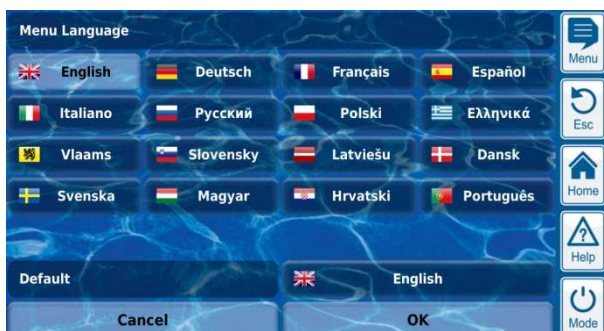 Menu Language
English Deutsch Français Español
Italiano Русский Polski Ελληνικά
Vlaams Slovensky Latviešu Dansk
Svenska Magyar Hrvatski Português
Default English
Cancel OK
Menu
Esc
Home
Help
Mode